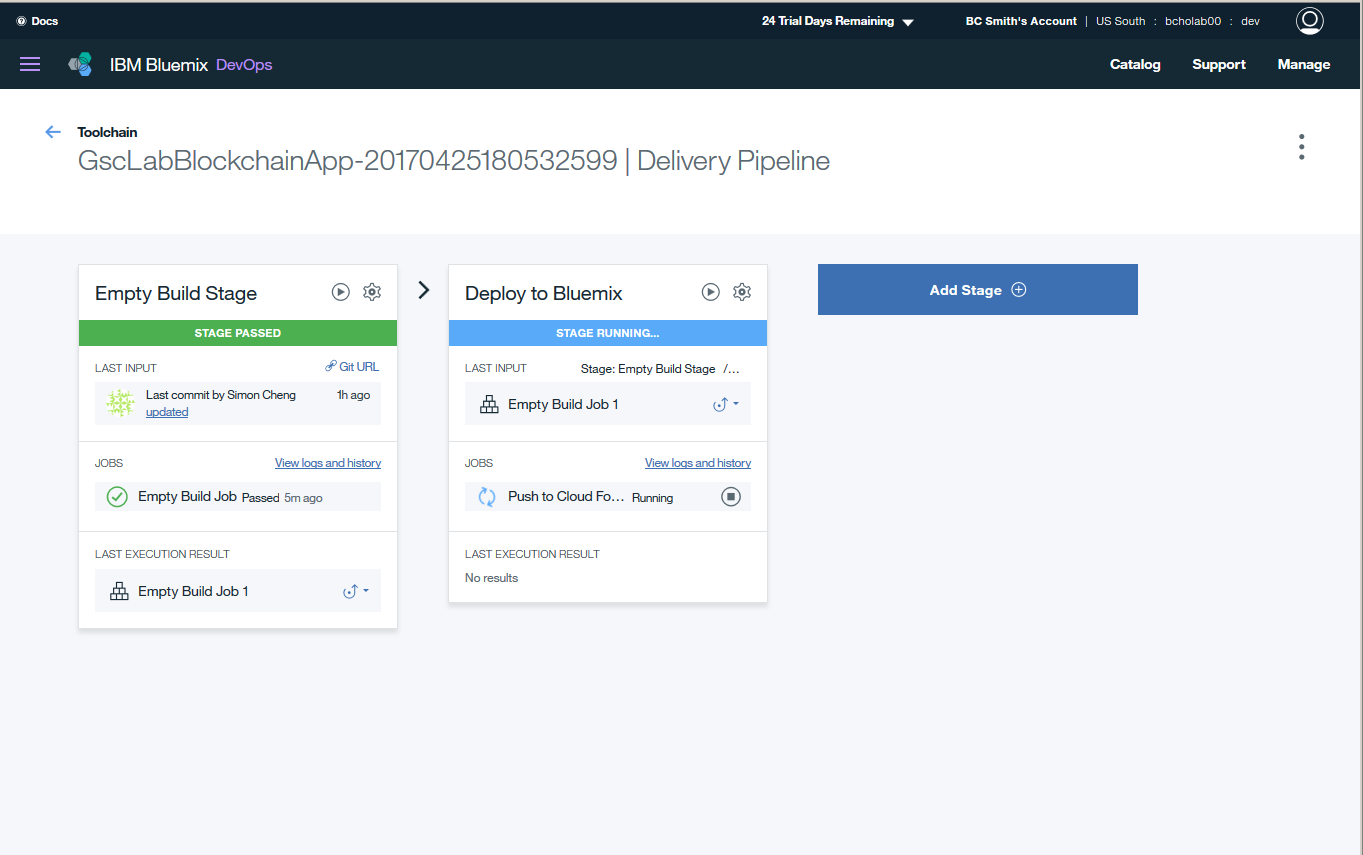 Docs
24 Trial Days Remaining
BC Smith's Account | US South : bcholab00 : dev
IBM Bluemix DevOps
Catalog
Support
Manage
Toolchain
GscLabBlockchainApp-20170425180532599 | Delivery Pipeline
Empty Build Stage
STAGE PASSED
LAST INPUT
Git URL
Last commit by Simon Cheng
1h ago
updated
JOBS
View logs and history
Empty Build Job Passed 5m ago
LAST EXECUTION RESULT
Empty Build Job 1
Deploy to Bluemix
STAGE RUNNING...
LAST INPUT
Stage: Empty Build Stage /...
Empty Build Job 1
JOBS
View logs and history
Push to Cloud Fo... Running
LAST EXECUTION RESULT
No results
Add Stage